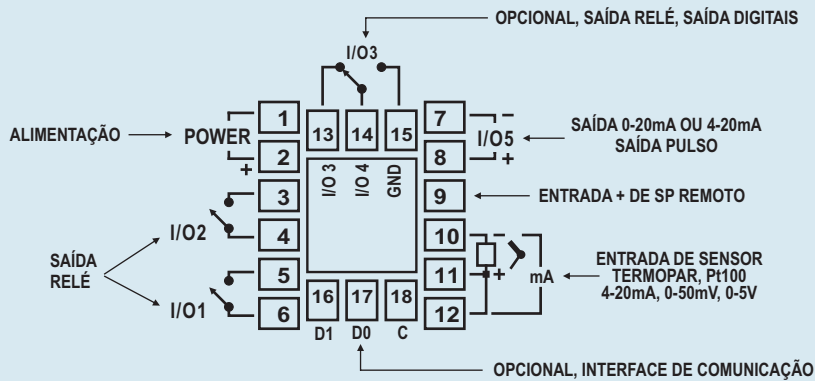 OPCIONAL, SAÍDA RELÉ, SAÍDA DIGITAIS
I/O3
ALIMENTAÇÃO
POWER
+
1
2
13
14
15
7
8
I/O5
+
SAÍDA 0-20mA OU 4-20mA
SAÍDA PULSO
I/O 3
I/O 4
GND
3
4
I/O2
9
ENTRADA + DE SP REMOTO
SAÍDA
RELÉ
5
6
I/O1
10
11
12
+
mA
ENTRADA DE SENSOR
TERMOPAR, Pt100
4-20mA, 0-50mV, 0-5V
16
17
18
D1
D0
C
OPCIONAL, INTERFACE DE COMUNICAÇÃO